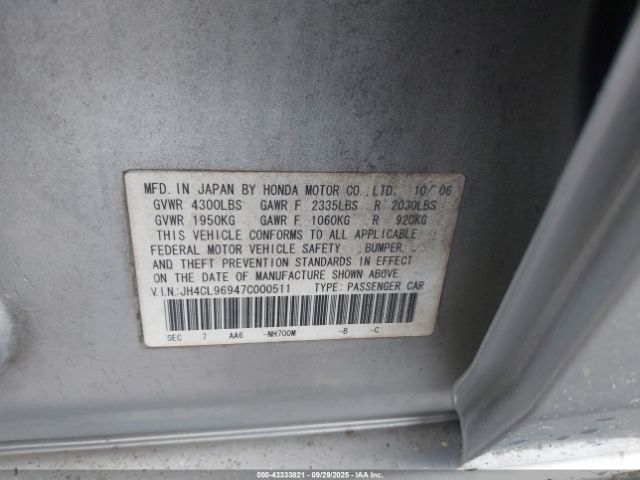 MFD. IN JAPAN BY HONDA MOTOR CO.,LTD. 10/'06
GVWR 4300LBS GAWR F 2335LBS R 2030LBS
GVWR 1950KG GAWR F 1060KG R 920KG
THIS VEHICLE CONFORMS TO ALL APPLICABLE
FEDERAL MOTOR VEHICLE SAFETY ,BUMPER,
AND THEFT PREVENTION STANDARDS IN EFFECT
ON THE DATE OF MANUFACTURE SHOWN ABOVE.
V.I.N.:JH4CL96947C000511 TYPE: PASSENGER CAR
SEC 7 AA6 -NH700M -B -C
000-43333821 - 09/29/2025 - IAAI.COM